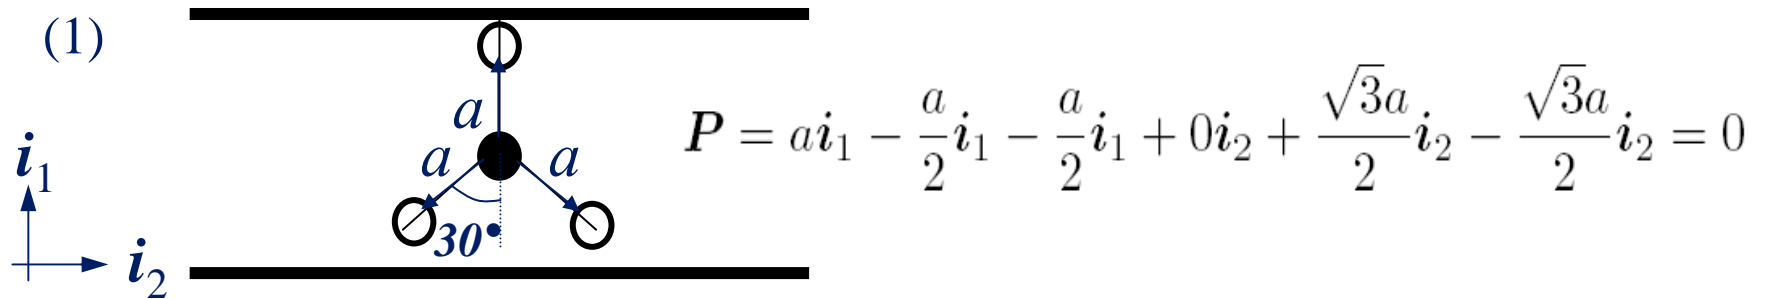 (1)
a
a
a
30°
i₁
i₂
P = ai₁ − a/2 i₁ − a/2 i₁ + 0i₂ + √3a/2 i₂ − √3a/2 i₂ = 0